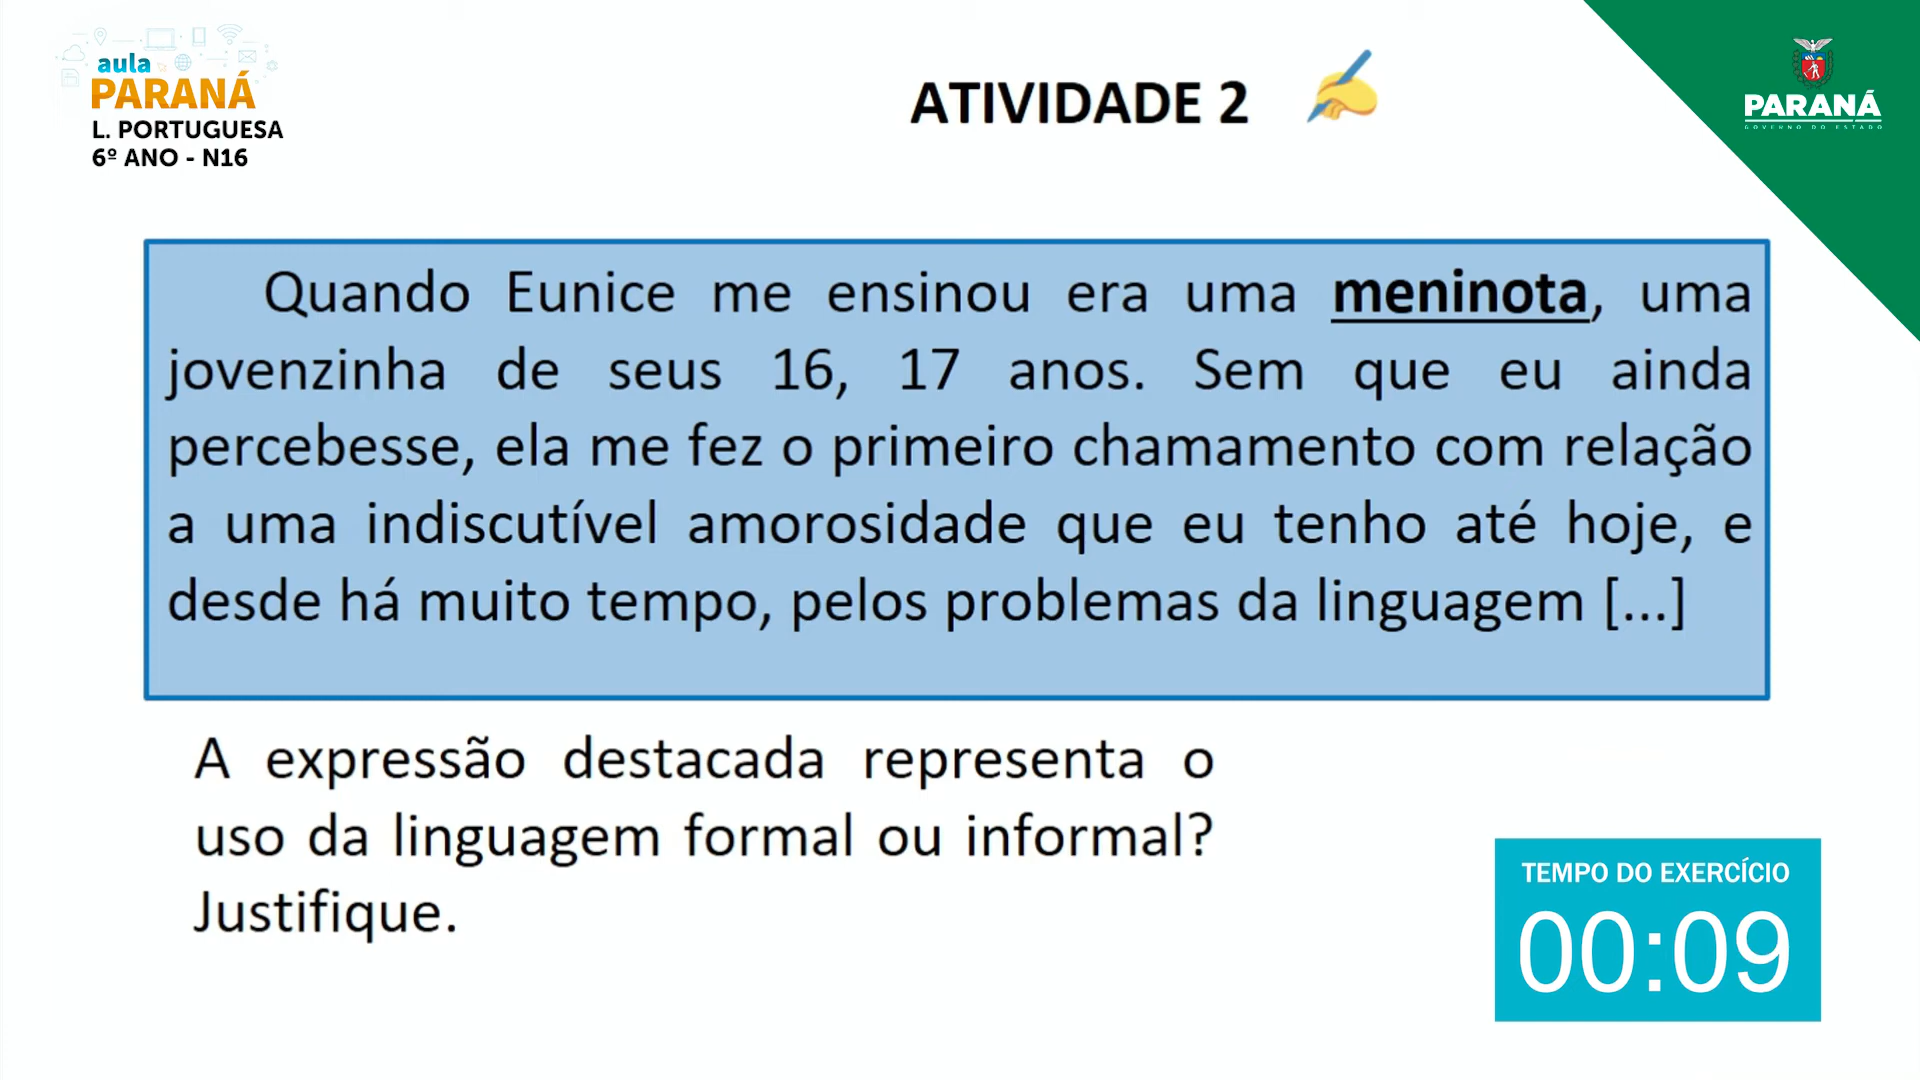 aula
PARANÁ
L. PORTUGUESA
6º ANO - N16
ATIVIDADE 2
PARANÁ
GOVERNO DO ESTADO
Quando Eunice me ensinou era uma meninota, uma
jovenzinha de seus 16, 17 anos. Sem que eu ainda
percebesse, ela me fez o primeiro chamamento com relação
a uma indiscutível amorosidade que eu tenho até hoje, e
desde há muito tempo, pelos problemas da linguagem [...]
A expressão destacada representa o
uso da linguagem formal ou informal?
Justifique.
TEMPO DO EXERCÍCIO
00:09